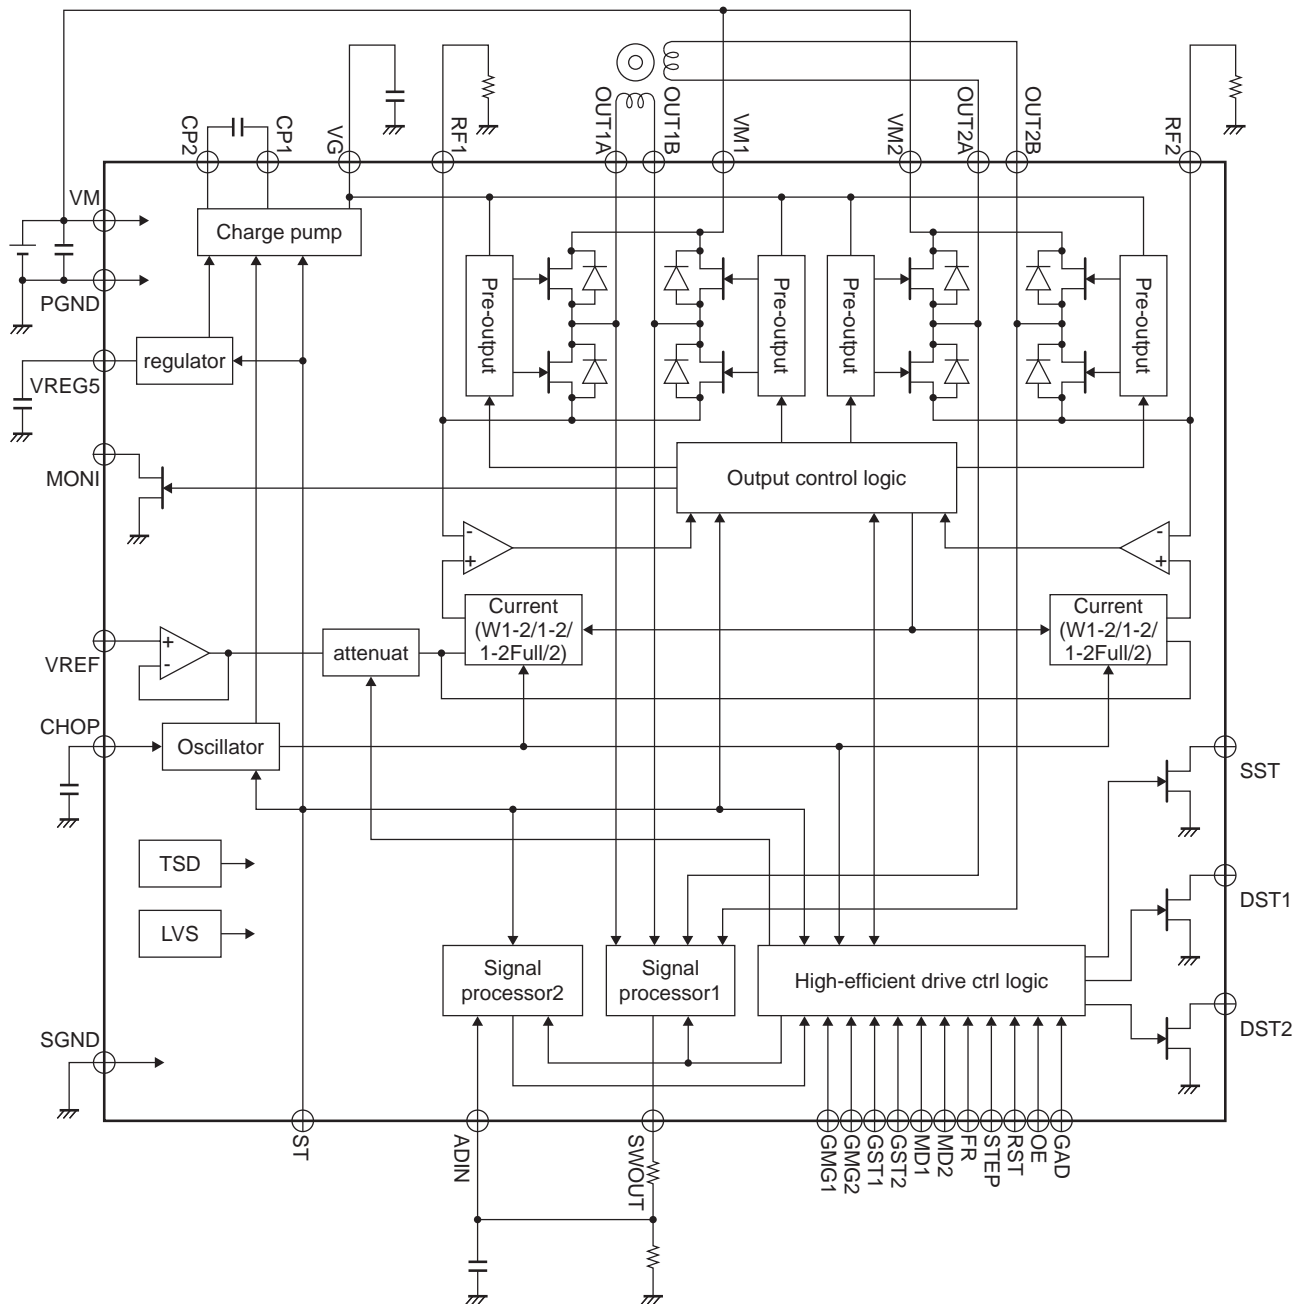 CP2
CP1
VG
RF1
OUT1A
OUT1B
VM1
VM2
OUT2A
OUT2B
RF2
VM
Charge pump
PGND
Pre-output
Pre-output
Pre-output
Pre-output
regulator
VREG5
MONI
Output control logic
-
+
-
+
Current
(W1-2/1-2/
1-2Full/2)
Current
(W1-2/1-2/
1-2Full/2)
+
-
VREF
attenuat
CHOP
Oscillator
SST
TSD
DST1
LVS
Signal
processor2
Signal
processor1
High-efficient drive ctrl logic
DST2
SGND
ST
ADIN
SWOUT
GMG1
GMG2
GST1
GST2
MD1
MD2
FR
STEP
RST
OE
GAD